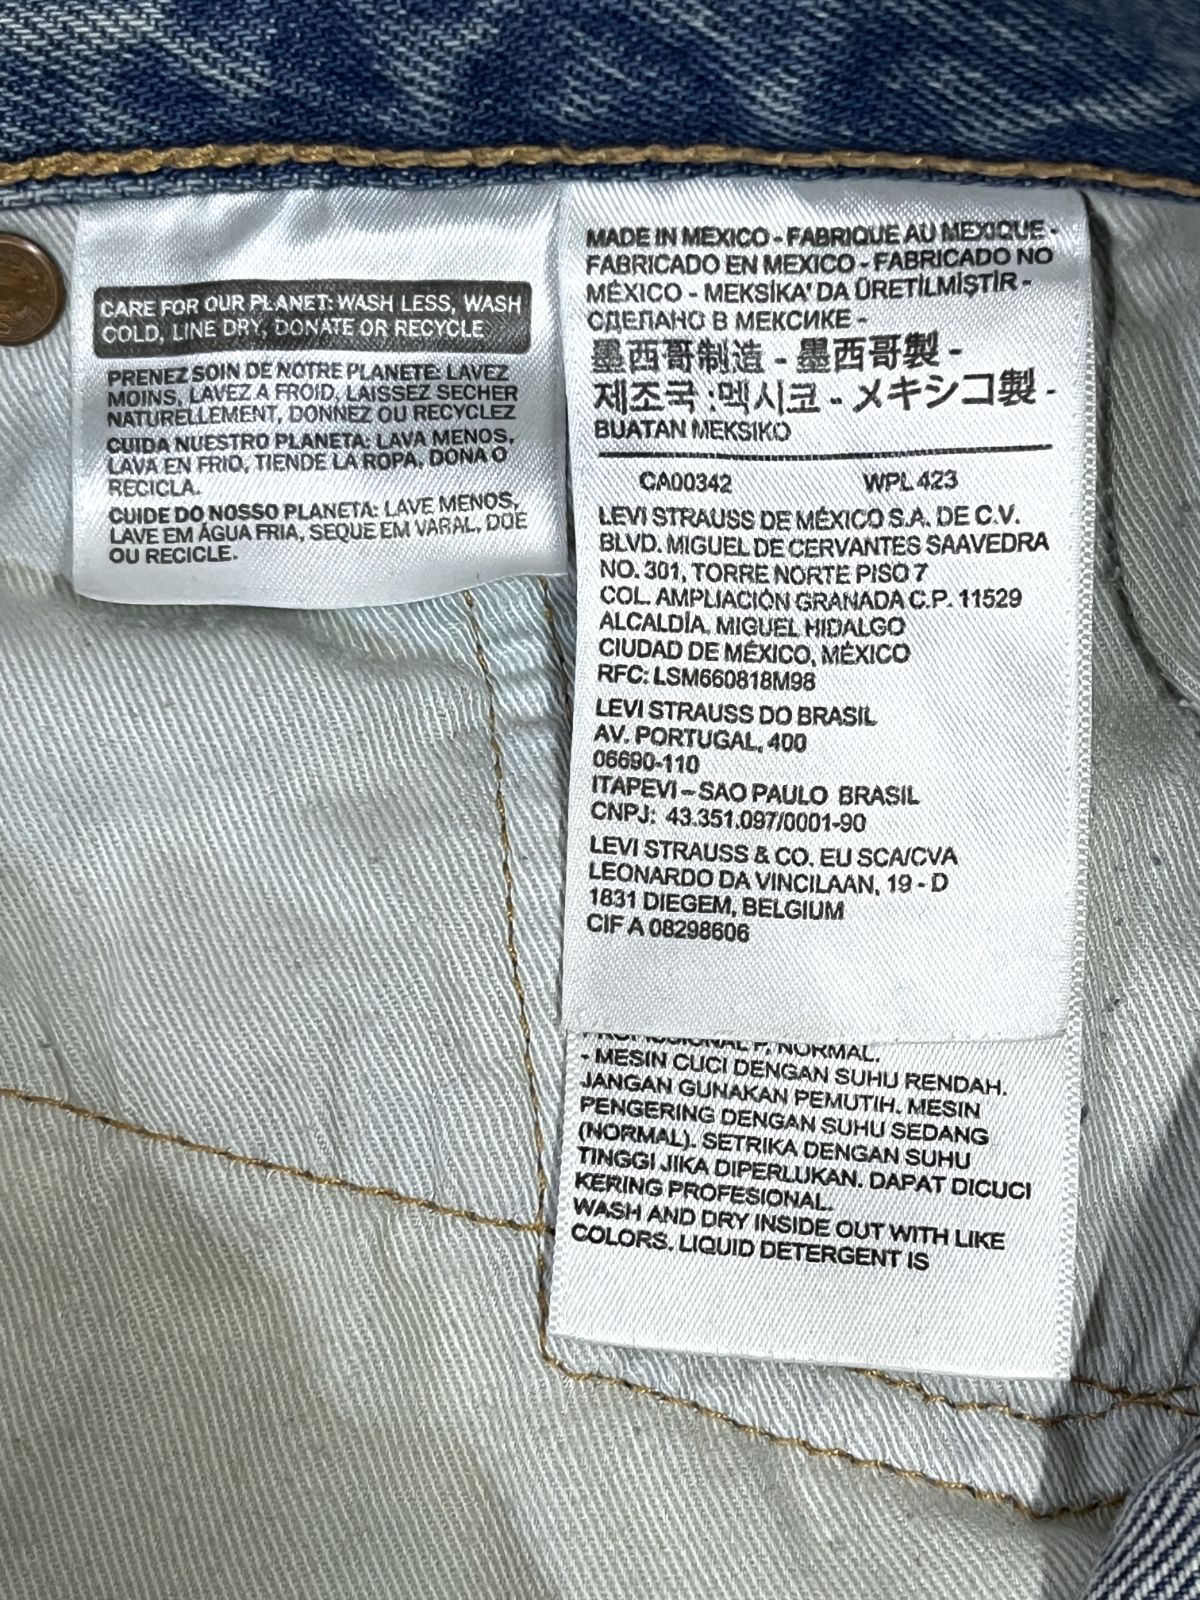 CARE FOR OUR PLANET: WASH LESS, WASH
COLD, LINE DRY, DONATE OR RECYCLE
PRENEZ SOIN DE NOTRE PLANETE: LAVEZ
MOINS, LAVEZ A FROID, LAISSEZ SECHER
NATURELLEMENT, DONNEZ OU RECYCLEZ
CUIDA NUESTRO PLANETA: LAVA MENOS,
LAVA EN FRIO, TIENDE LA ROPA, DONA O
RECICLA.
CUIDE DO NOSSO PLANETA: LAVE MENOS,
LAVE EM ÁGUA FRIA, SEQUE EM VARAL, DOE
OU RECICLE.
MADE IN MEXICO - FABRIQUE AU MEXIQUE -
FABRICADO EN MEXICO - FABRICADO NO
MÉXICO - MEKSİKA' DA ÜRETİLMİŞTİR -
СДЕЛАНО В МЕКСИКЕ -
墨西哥制造 - 墨西哥製 -
제조국 :멕시코 - メキシコ製 -
BUATAN MEKSIKO
CA00342 WPL 423
LEVI STRAUSS DE MÉXICO S.A. DE C.V.
BLVD. MIGUEL DE CERVANTES SAAVEDRA
NO. 301, TORRE NORTE PISO 7
COL. AMPLIACIÓN GRANADA C.P. 11529
ALCALDÍA, MIGUEL HIDALGO
CIUDAD DE MÉXICO, MÉXICO
RFC: LSM660818M98
LEVI STRAUSS DO BRASIL
AV. PORTUGAL, 400
06690-110
ITAPEVI – SAO PAULO BRASIL
CNPJ: 43.351.097/0001-90
LEVI STRAUSS & CO. EU SCA/CVA
LEONARDO DA VINCILAAN, 19 - D
1831 DIEGEM, BELGIUM
CIF A 08298606
P, NORMAL.
- MESIN CUCI DENGAN SUHU RENDAH.
JANGAN GUNAKAN PEMUTIH. MESIN
PENGERING DENGAN SUHU SEDANG
(NORMAL). SETRIKA DENGAN SUHU
TINGGI JIKA DIPERLUKAN. DAPAT DICUCI
KERING PROFESIONAL.
WASH AND DRY INSIDE OUT WITH LIKE
COLORS. LIQUID DETERGENT IS